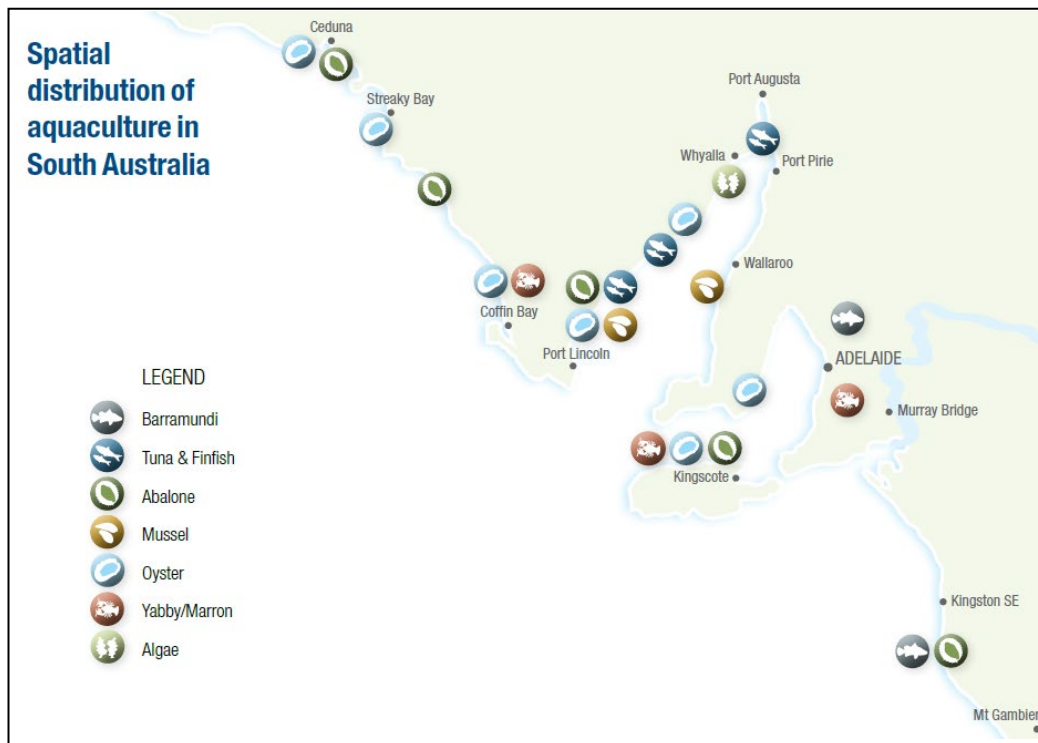 Spatial
distribution of
aquaculture in
South Australia
Ceduna
Streaky Bay
Port Augusta
Whyalla
Port Pirie
Wallaroo
Coffin Bay
Port Lincoln
ADELAIDE
Murray Bridge
Kingscote
Kingston SE
Mt Gambier
LEGEND
Barramundi
Tuna & Finfish
Abalone
Mussel
Oyster
Yabby/Marron
Algae